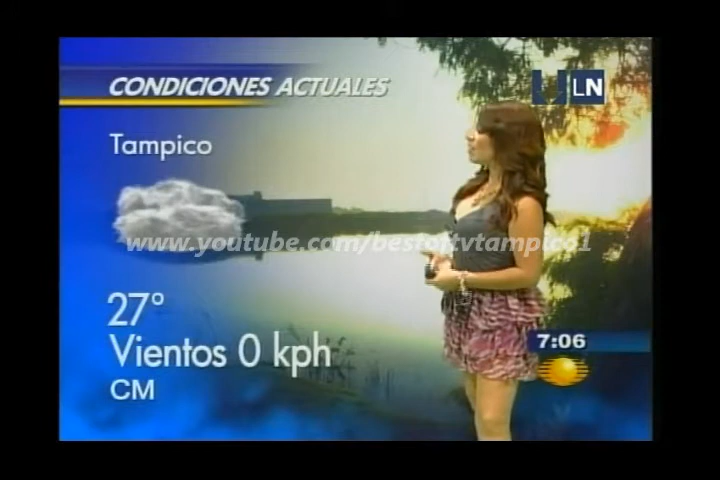 CONDICIONES ACTUALES
LN
Tampico
www.youtube.com/bestoftvtampico1
27°
Vientos 0 kph
CM
7:06